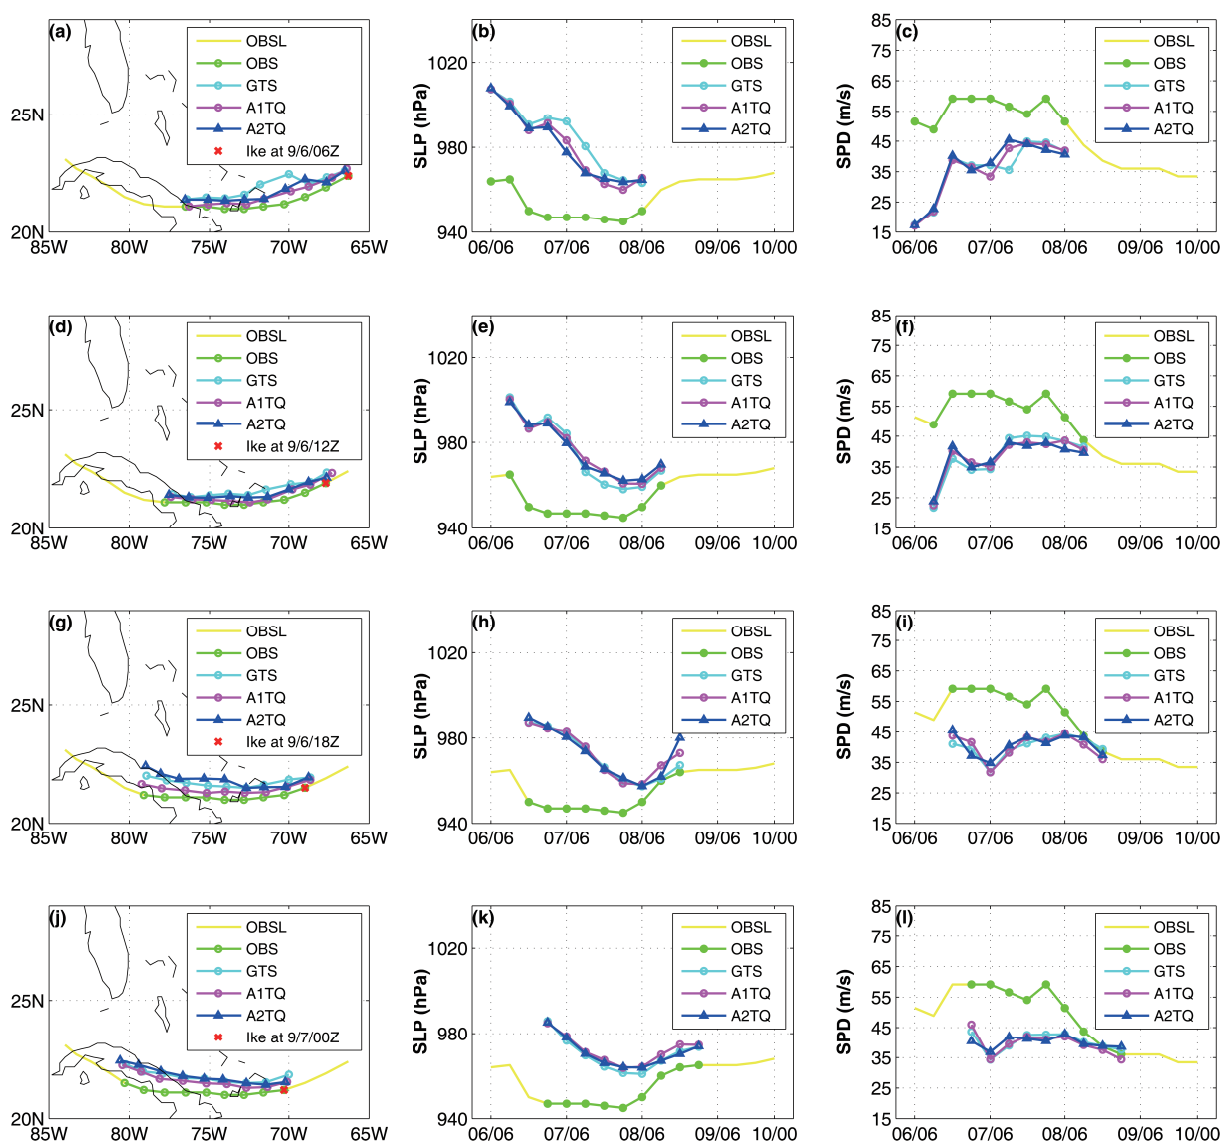 (a)
OBSL
OBS
GTS
A1TQ
A2TQ
Ike at 9/6/06Z
25N
20N
85W 80W 75W 70W 65W
(b)
OBSL
OBS
GTS
A1TQ
A2TQ
SLP (hPa)
1020
980
940
06/06 07/06 08/06 09/06 10/00
(c)
OBSL
OBS
GTS
A1TQ
A2TQ
SPD (m/s)
85
75
65
55
45
35
25
15
06/06 07/06 08/06 09/06 10/00
(d)
OBSL
OBS
GTS
A1TQ
A2TQ
Ike at 9/6/12Z
25N
20N
85W 80W 75W 70W 65W
(e)
OBSL
OBS
GTS
A1TQ
A2TQ
SLP (hPa)
1020
980
940
06/06 07/06 08/06 09/06 10/00
(f)
OBSL
OBS
GTS
A1TQ
A2TQ
SPD (m/s)
85
75
65
55
45
35
25
15
06/06 07/06 08/06 09/06 10/00
(g)
OBSL
OBS
GTS
A1TQ
A2TQ
Ike at 9/6/18Z
25N
20N
85W 80W 75W 70W 65W
(h)
OBSL
OBS
GTS
A1TQ
A2TQ
SLP (hPa)
1020
980
940
06/06 07/06 08/06 09/06 10/00
(i)
OBSL
OBS
GTS
A1TQ
A2TQ
SPD (m/s)
85
75
65
55
45
35
25
15
06/06 07/06 08/06 09/06 10/00
(j)
OBSL
OBS
GTS
A1TQ
A2TQ
Ike at 9/7/00Z
25N
20N
85W 80W 75W 70W 65W
(k)
OBSL
OBS
GTS
A1TQ
A2TQ
SLP (hPa)
1020
980
940
06/06 07/06 08/06 09/06 10/00
(l)
OBSL
OBS
GTS
A1TQ
A2TQ
SPD (m/s)
85
75
65
55
45
35
25
15
06/06 07/06 08/06 09/06 10/00